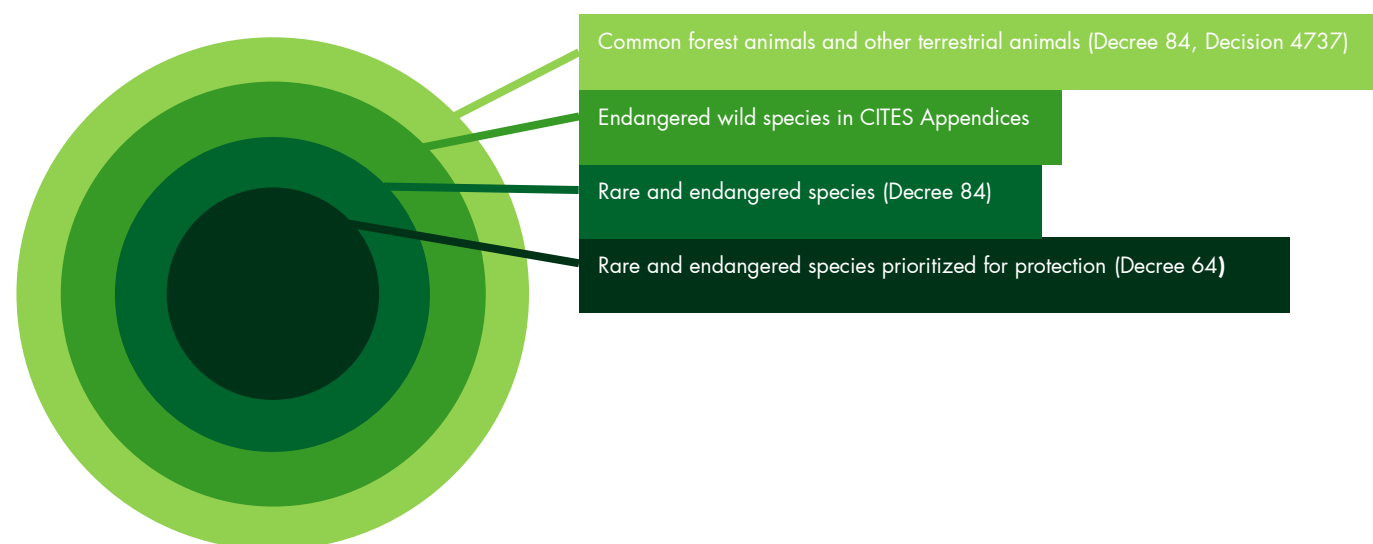 Common forest animals and other terrestrial animals (Decree 84, Decision 4737)
Endangered wild species in CITES Appendices
Rare and endangered species (Decree 84)
Rare and endangered species prioritized for protection (Decree 64)